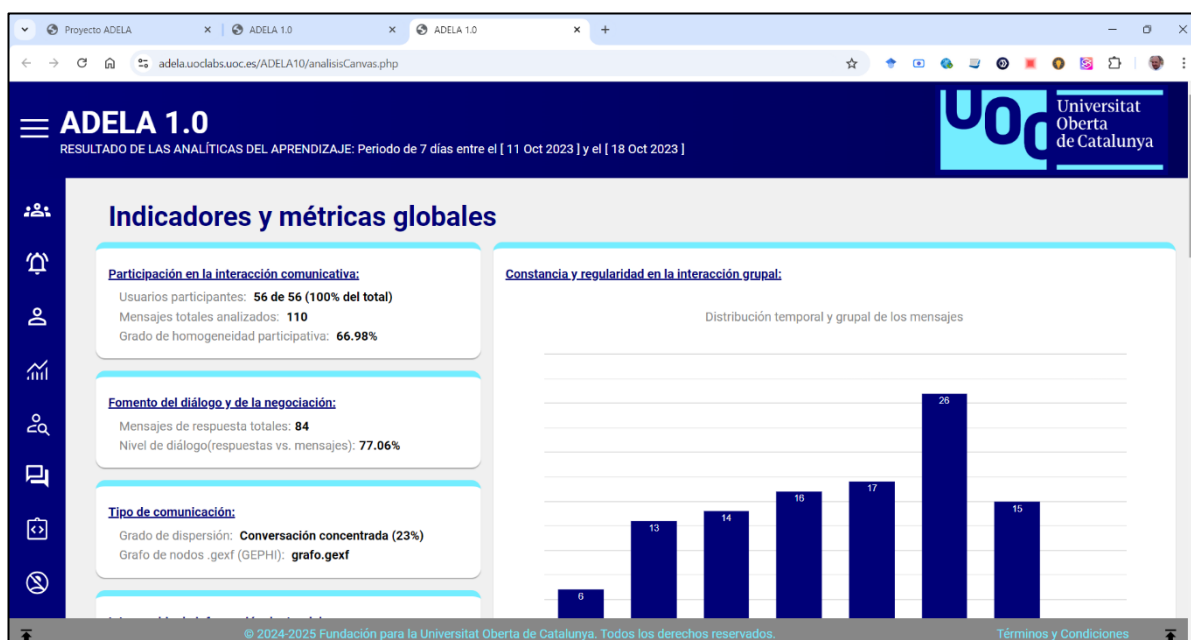 Proyecto ADELA
ADELA 1.0
ADELA 1.0
adela.uoclabs.uoc.es/ADELA10/analisisCanvas.php
ADELA 1.0
RESULTADO DE LAS ANALÍTICAS DEL APRENDIZAJE: Periodo de 7 días entre el [ 11 Oct 2023 ] y el [ 18 Oct 2023 ]
UOC
Universitat
Oberta
de Catalunya
Indicadores y métricas globales
Participación en la interacción comunicativa:
Usuarios participantes: 56 de 56 (100% del total)
Mensajes totales analizados: 110
Grado de homogeneidad participativa: 66.98%
Fomento del diálogo y de la negociación:
Mensajes de respuesta totales: 84
Nivel de diálogo(respuestas vs. mensajes): 77.06%
Tipo de comunicación:
Grado de dispersión: Conversación concentrada (23%)
Grafo de nodos .gexf (GEPHI): grafo.gexf
Constancia y regularidad en la interacción grupal:
Distribución temporal y grupal de los mensajes
6
13
14
16
17
26
15
© 2024-2025 Fundación para la Universitat Oberta de Catalunya. Todos los derechos reservados.
Términos y Condiciones